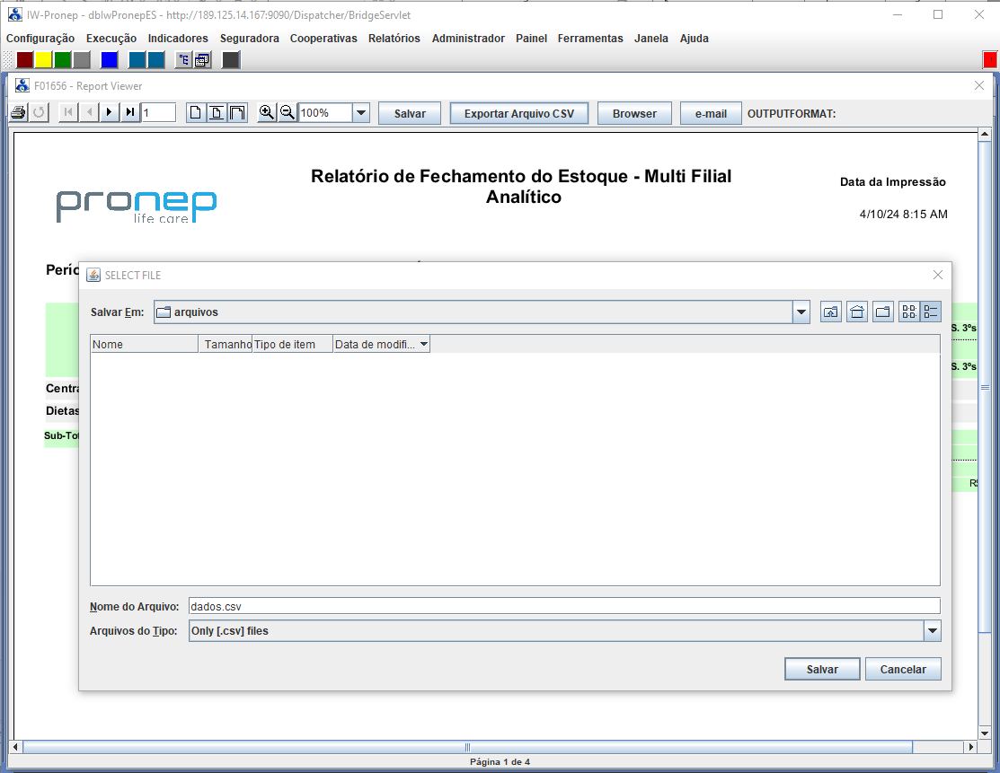 IW-Pronep - dbIwPronepES - http://189.125.14.167:9090/Dispatcher/BridgeServlet
Configuração Execução Indicadores Seguradora Cooperativas Relatórios Administrador Painel Ferramentas Janela Ajuda
F01656 - Report Viewer
1 100% Salvar Exportar Arquivo CSV Browser e-mail OUTPUTFORMAT:
Relatório de Fechamento do Estoque - Multi Filial
Analítico
Data da Impressão
pronep
life care
4/10/24 8:15 AM
Perío
SELECT FILE
Salvar Em: arquivos
S. 3ºs
Nome Tamanho Tipo de item Data de modifi...
S. 3ºs
Centra
Dietas
Sub-Tot
R$
Nome do Arquivo: dados.csv
Arquivos do Tipo: Only [.csv] files
Salvar Cancelar
Página 1 de 4